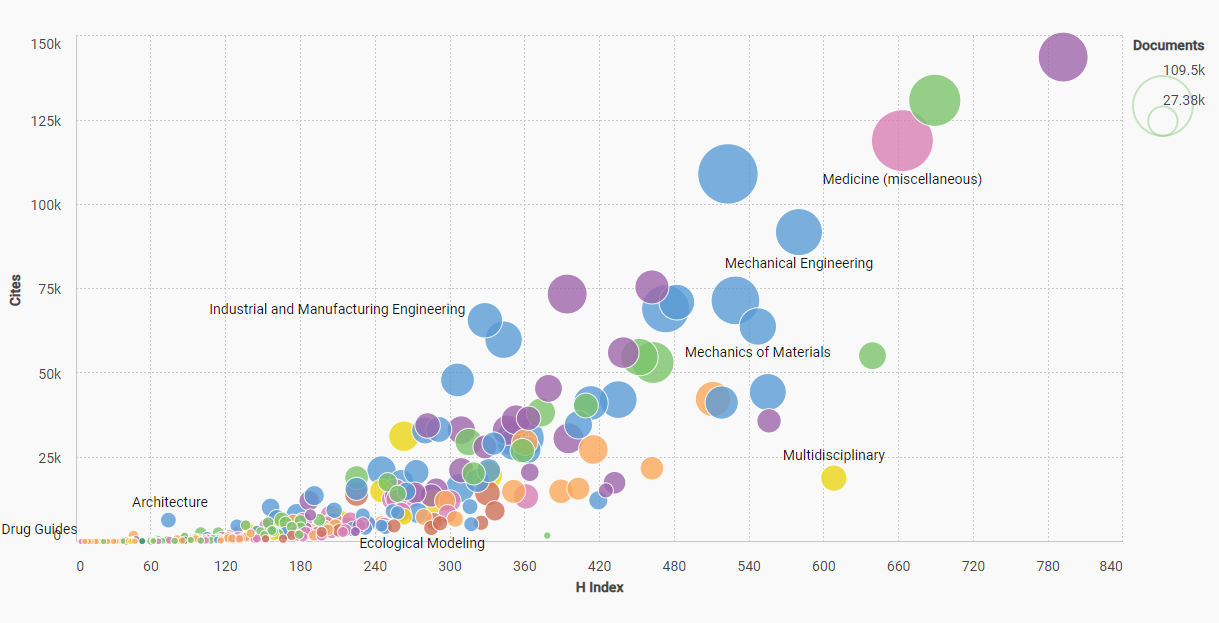 150k
125k
100k
75k
50k
25k
0
Cites
0 60 120 180 240 300 360 420 480 540 600 660 720 780 840
H Index
Documents
109.5k
27.38k
Medicine (miscellaneous)
Mechanical Engineering
Industrial and Manufacturing Engineering
Mechanics of Materials
Multidisciplinary
Architecture
Drug Guides
Ecological Modeling